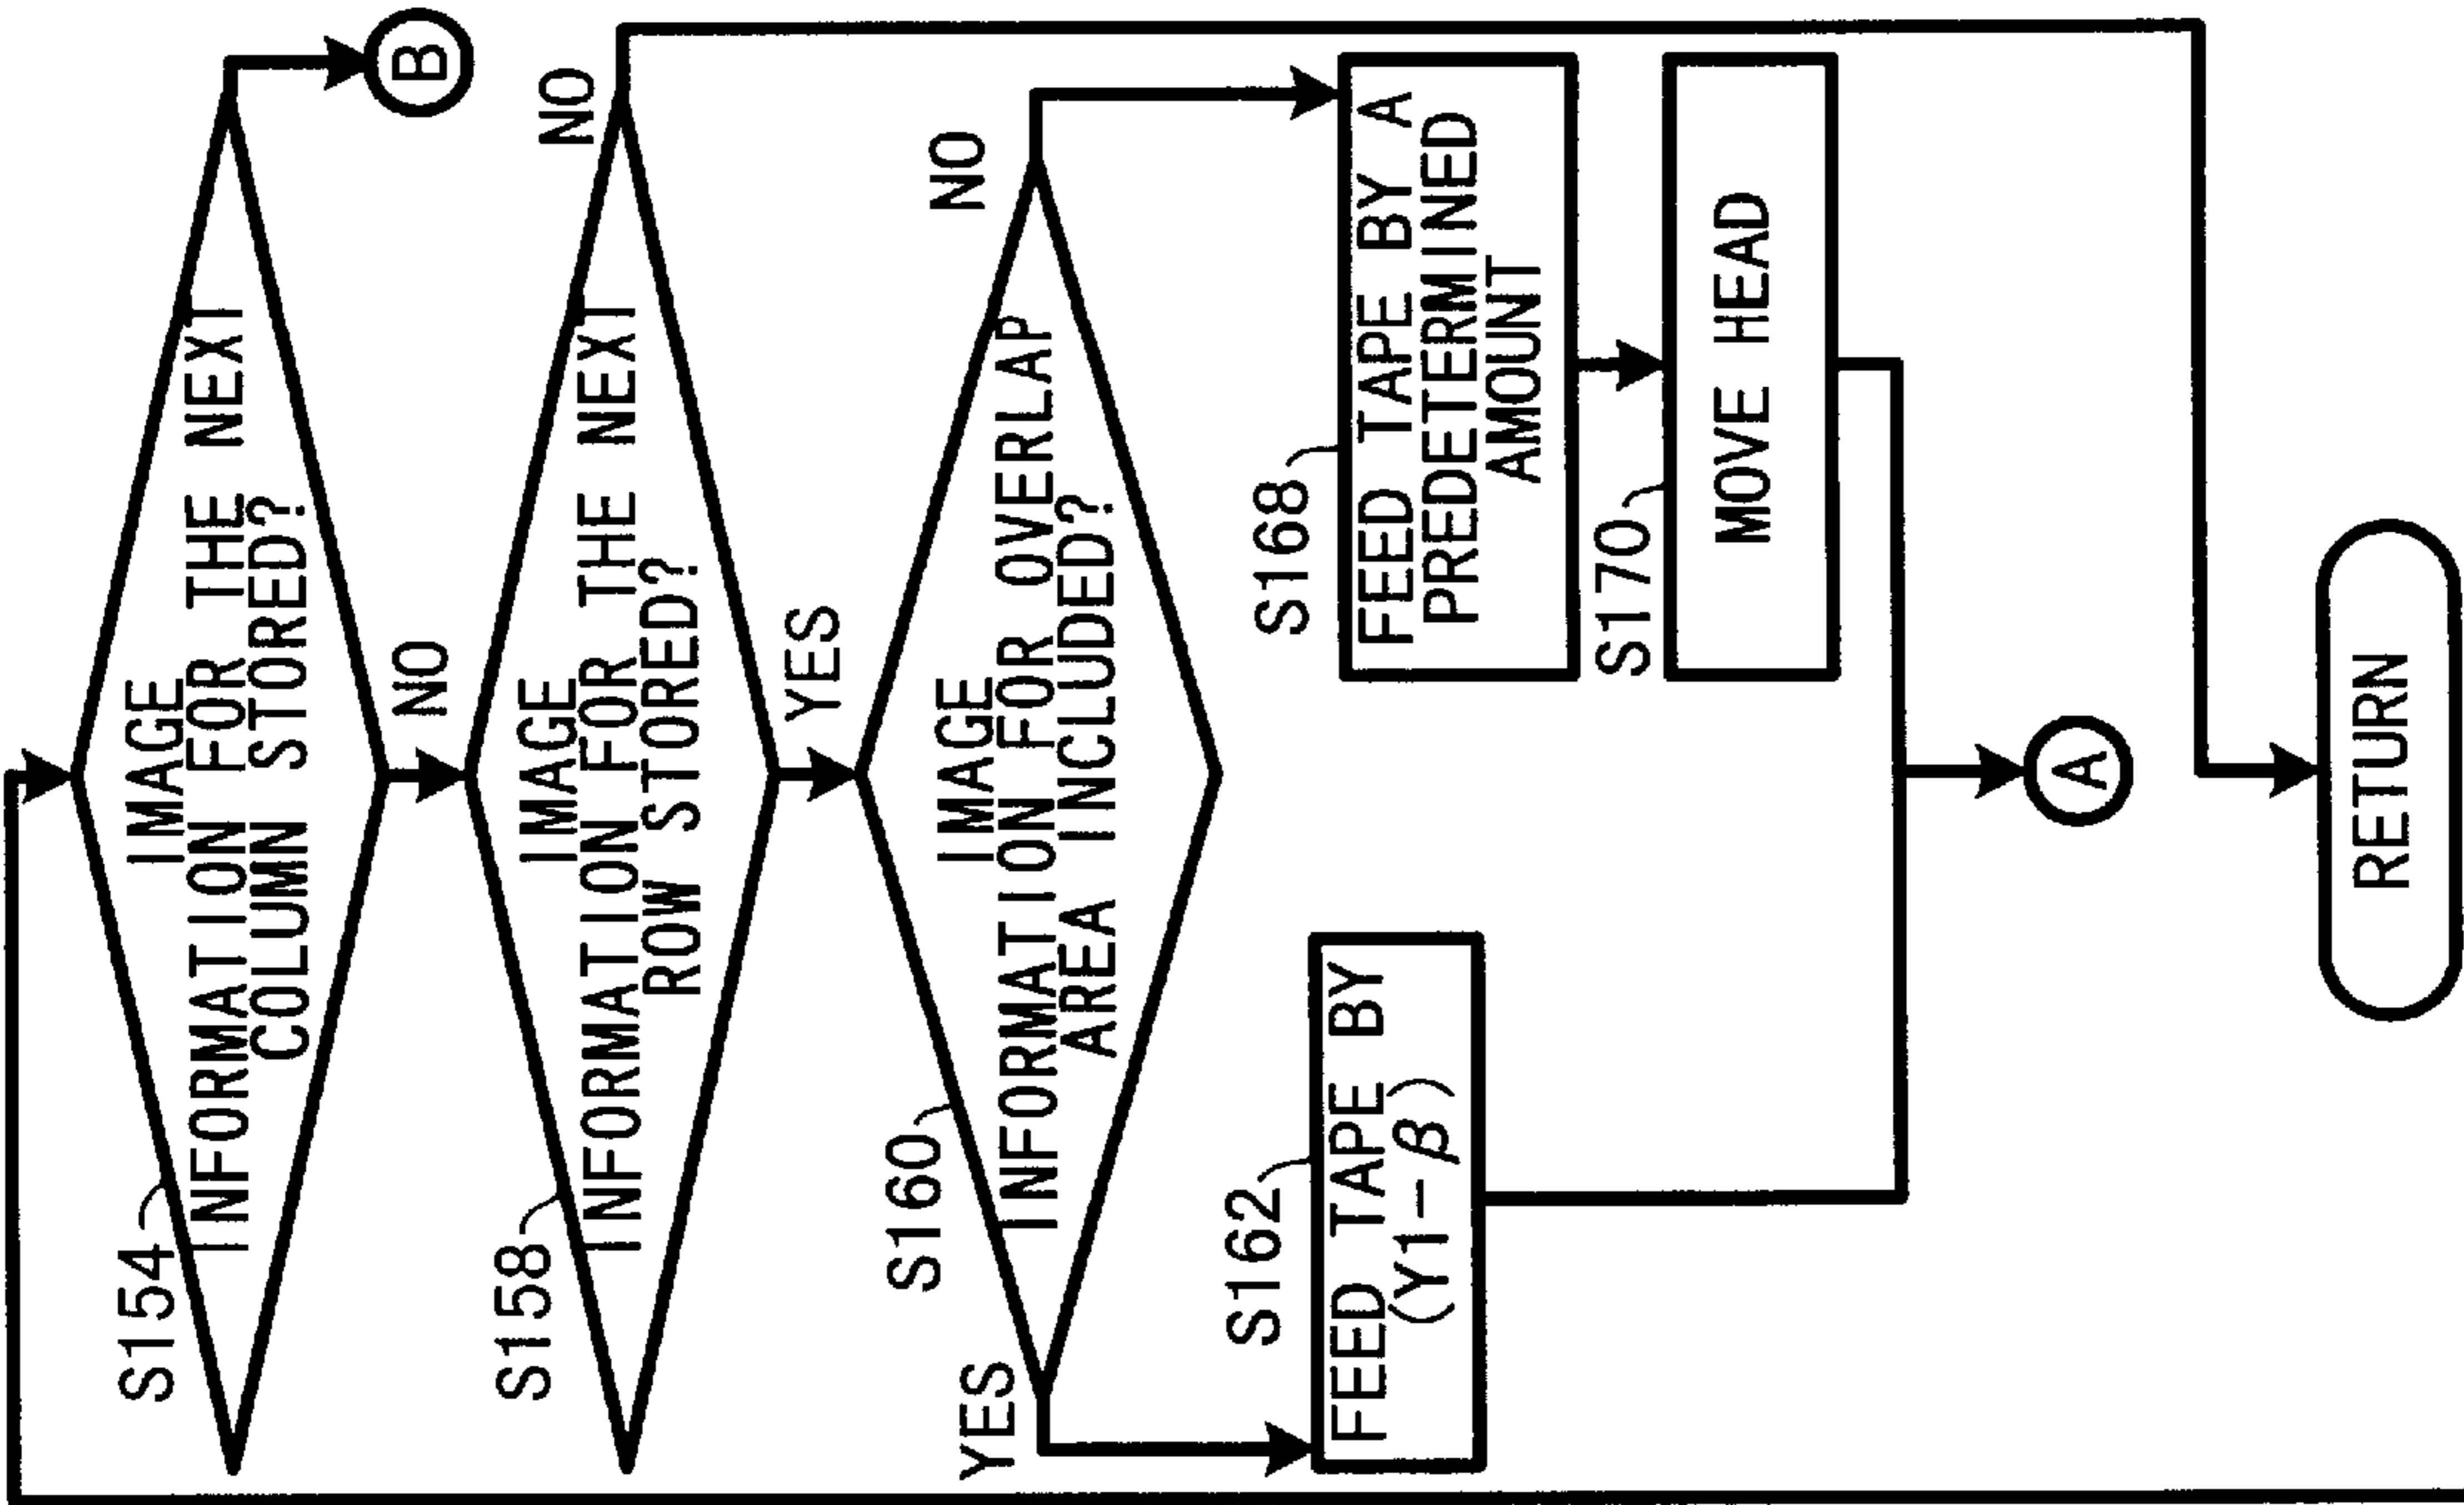 S154
IMAGE
INFORMATION FOR THE NEXT
COLUMN STORED?
B
NO
S158
IMAGE
INFORMATION FOR THE NEXT
ROW STORED?
NO
YES
S160
IMAGE
INFORMATION FOR OVERLAP
AREA INCLUDED?
YES
NO
S162
FEED TAPE BY
(Y1-β)
S168
FEED TAPE BY A
PREDETERMINED
AMOUNT
S170
MOVE HEAD
A
RETURN